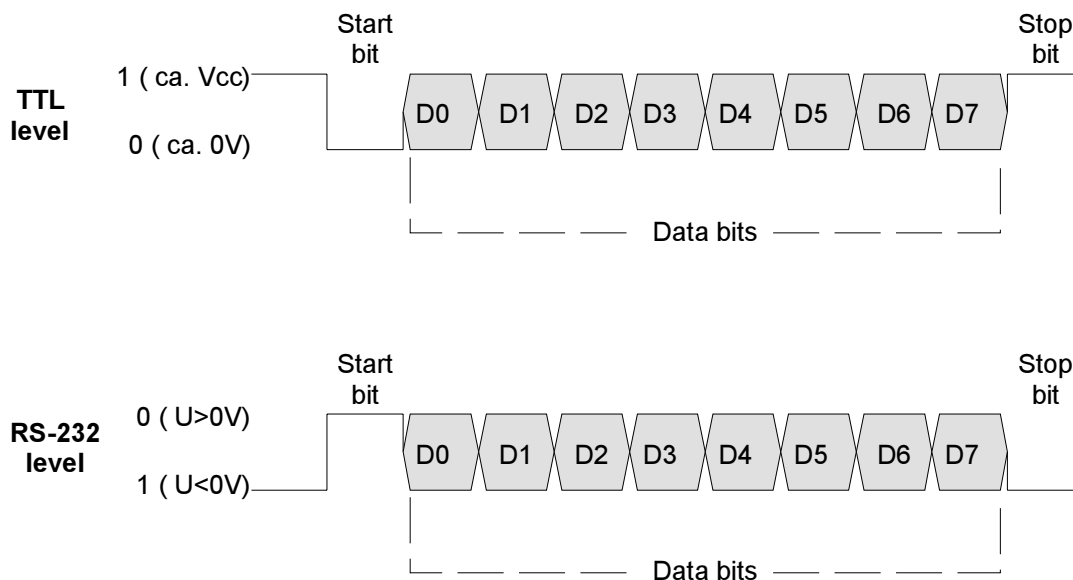 Start
bit
Stop
bit
1 ( ca. Vcc)
TTL
level
0 ( ca. 0V)
D0 D1 D2 D3 D4 D5 D6 D7
Data bits
Start
bit
Stop
bit
0 ( U>0V)
RS-232
level
1 ( U<0V)
D0 D1 D2 D3 D4 D5 D6 D7
Data bits